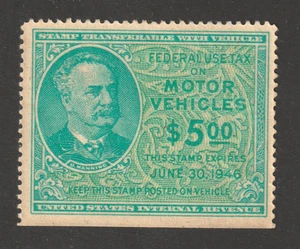 STAMP TRANSFERABLE WITH VEHICLE
FEDERAL USE TAX
ON
MOTOR
VEHICLES
$5.00
THIS STAMP EXPIRES
JUNE 30, 1946
KEEP THIS STAMP POSTED ON VEHICLE
UNITED STATES INTERNAL REVENUE